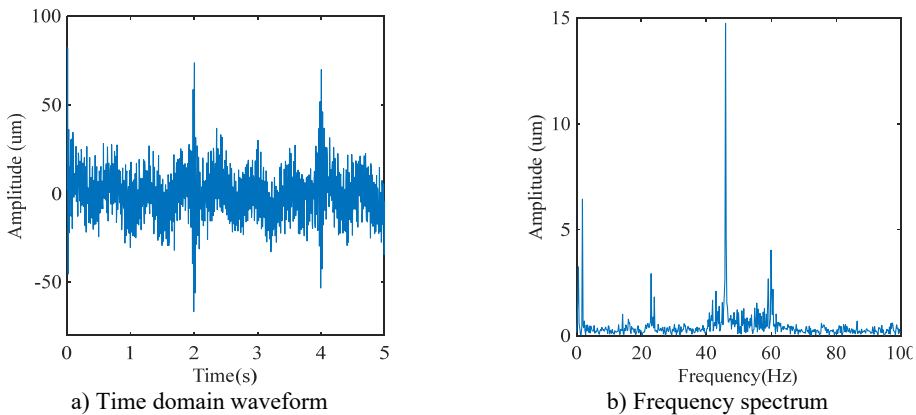 100
50
0
-50
0 1 2 3 4 5
Amplitude (um)
Time(s)
a) Time domain waveform
15
10
5
0
0 20 40 60 80 100
Amplitude (um)
Frequency(Hz)
b) Frequency spectrum